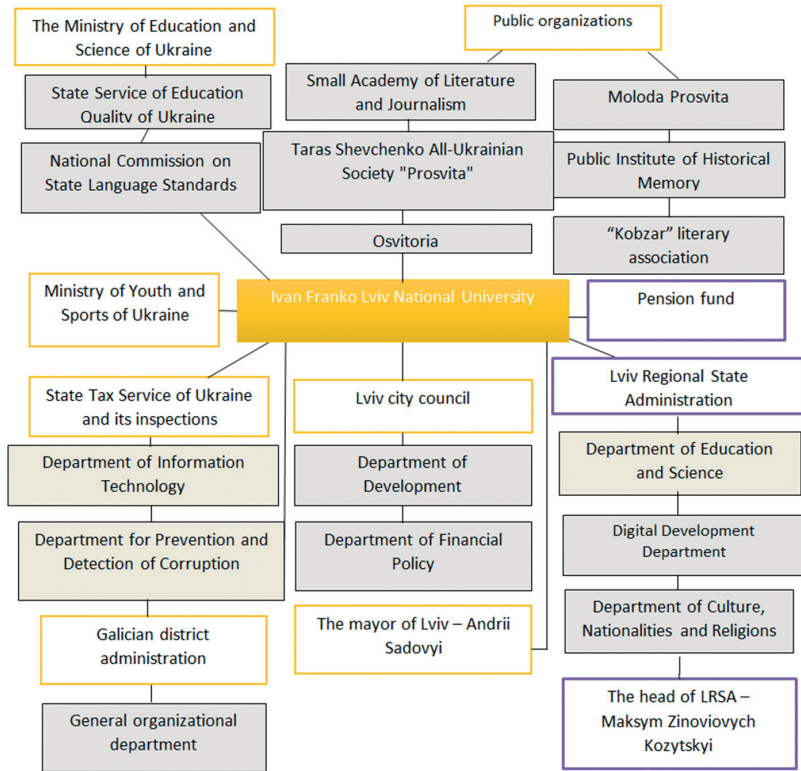 The Ministry of Education and
Science of Ukraine
Public organizations
State Service of Education
Quality of Ukraine
Small Academy of Literature
and Journalism
Moloda Prosvita
National Commission on
State Language Standards
Taras Shevchenko All-Ukrainian
Society "Prosvita"
Public Institute of Historical
Memory
Osvitoria
“Kobzar” literary
association
Ministry of Youth and
Sports of Ukraine
Ivan Franko Lviv National University
Pension fund
State Tax Service of Ukraine
and its inspections
Lviv city council
Lviv Regional State
Administration
Department of Information
Technology
Department of
Development
Department of Education
and Science
Department for Prevention and
Detection of Corruption
Department of Financial
Policy
Digital Development
Department
Galician district
administration
The mayor of Lviv – Andrii
Sadovyi
Department of Culture,
Nationalities and Religions
General organizational
department
The head of LRSA –
Maksym Zinoviovych
Kozytskyi